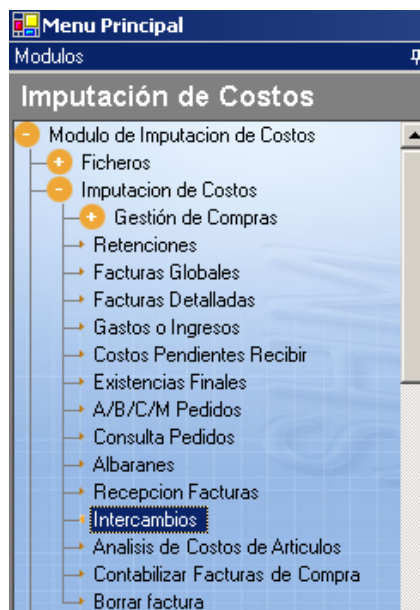 Menu Principal
Modulos
Imputación de Costos
Modulo de Imputacion de Costos
Ficheros
Imputacion de Costos
Gestión de Compras
Retenciones
Facturas Globales
Facturas Detalladas
Gastos o Ingresos
Costos Pendientes Recibir
Existencias Finales
A/B/C/M Pedidos
Consulta Pedidos
Albaranes
Recepcion Facturas
Intercambios
Analisis de Costos de Articulos
Contabilizar Facturas de Compra
Borrar factura